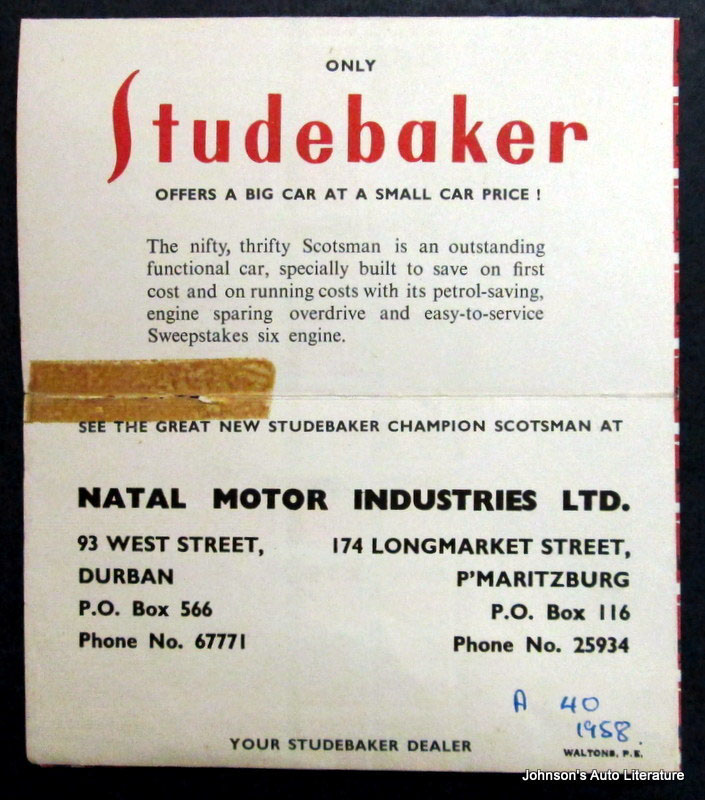 ONLY
Studebaker
OFFERS A BIG CAR AT A SMALL CAR PRICE !
The nifty, thrifty Scotsman is an outstanding
functional car, specially built to save on first
cost and on running costs with its petrol-saving,
engine sparing overdrive and easy-to-service
Sweepstakes six engine.
SEE THE GREAT NEW STUDEBAKER CHAMPION SCOTSMAN AT
NATAL MOTOR INDUSTRIES LTD.
93 WEST STREET,
DURBAN
P.O. Box 566
Phone No. 67771
174 LONGMARKET STREET,
P'MARITZBURG
P.O. Box 116
Phone No. 25934
A 40
1958
YOUR STUDEBAKER DEALER
WALTONS, P.E.
Johnson's Auto Literature